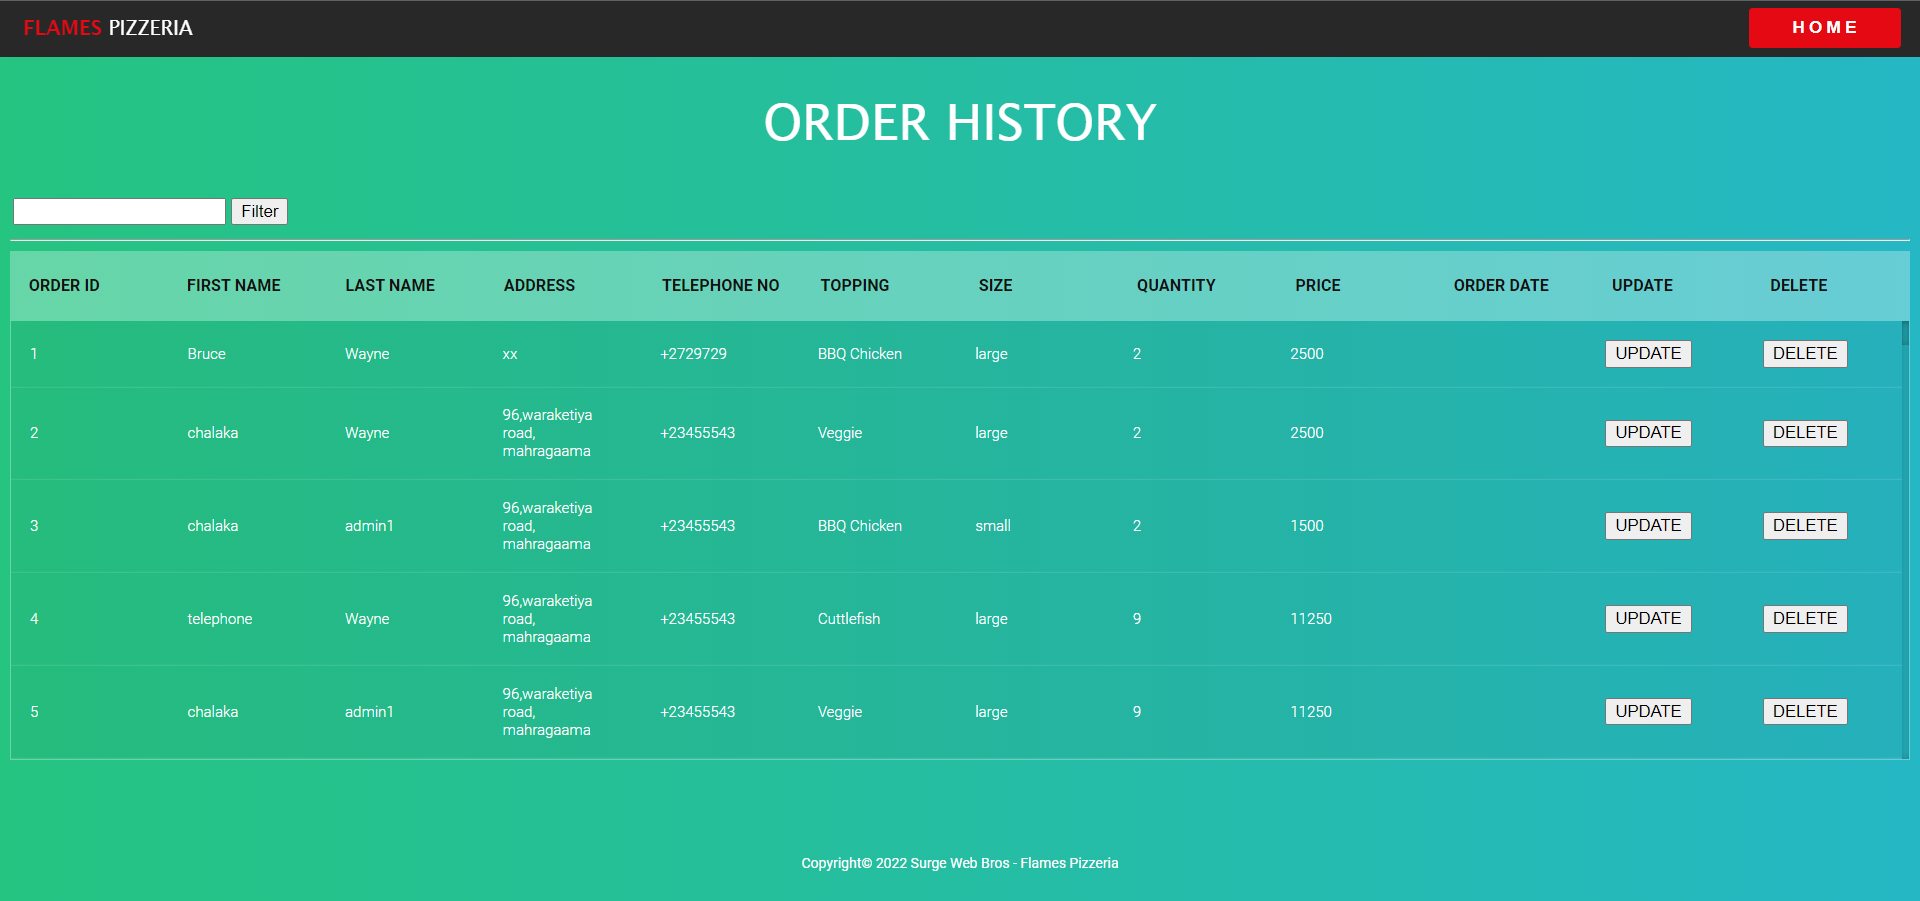 FLAMES PIZZERIA
HOME
ORDER HISTORY
Filter
ORDER ID FIRST NAME LAST NAME ADDRESS TELEPHONE NO TOPPING SIZE QUANTITY PRICE ORDER DATE UPDATE DELETE
1 Bruce Wayne xx +2729729 BBQ Chicken large 2 2500 UPDATE DELETE
2 chalaka Wayne 96,waraketiya road, mahragaama +23455543 Veggie large 2 2500 UPDATE DELETE
3 chalaka admin1 96,waraketiya road, mahragaama +23455543 BBQ Chicken small 2 1500 UPDATE DELETE
4 telephone Wayne 96,waraketiya road, mahragaama +23455543 Cuttlefish large 9 11250 UPDATE DELETE
5 chalaka admin1 96,waraketiya road, mahragaama +23455543 Veggie large 9 11250 UPDATE DELETE
Copyright© 2022 Surge Web Bros - Flames Pizzeria